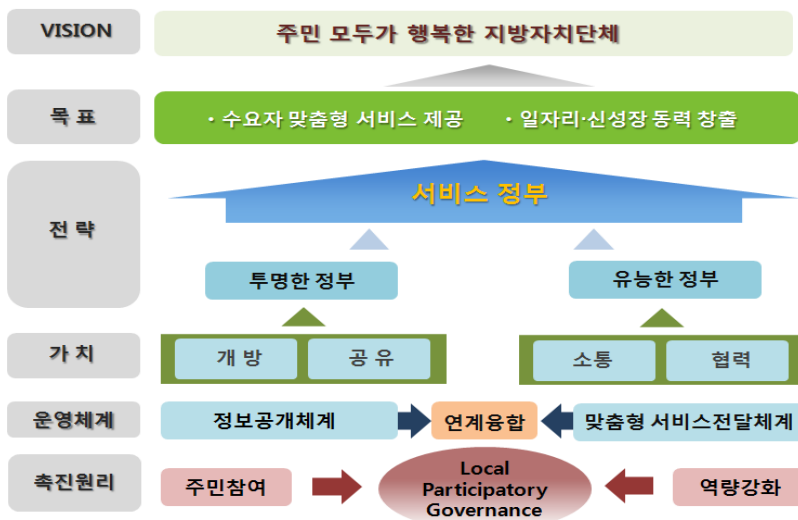 VISION
주민 모두가 행복한 지방자치단체
목 표
· 수요자 맞춤형 서비스 제공 · 일자리·신성장 동력 창출
전 략
서비스 정부
투명한 정부
유능한 정부
가 치
개 방
공 유
소통
협력
운영체계
정보공개체계
연계융합
맞춤형 서비스전달체계
촉진원리
주민참여
Local
Participatory
Governance
역량강화